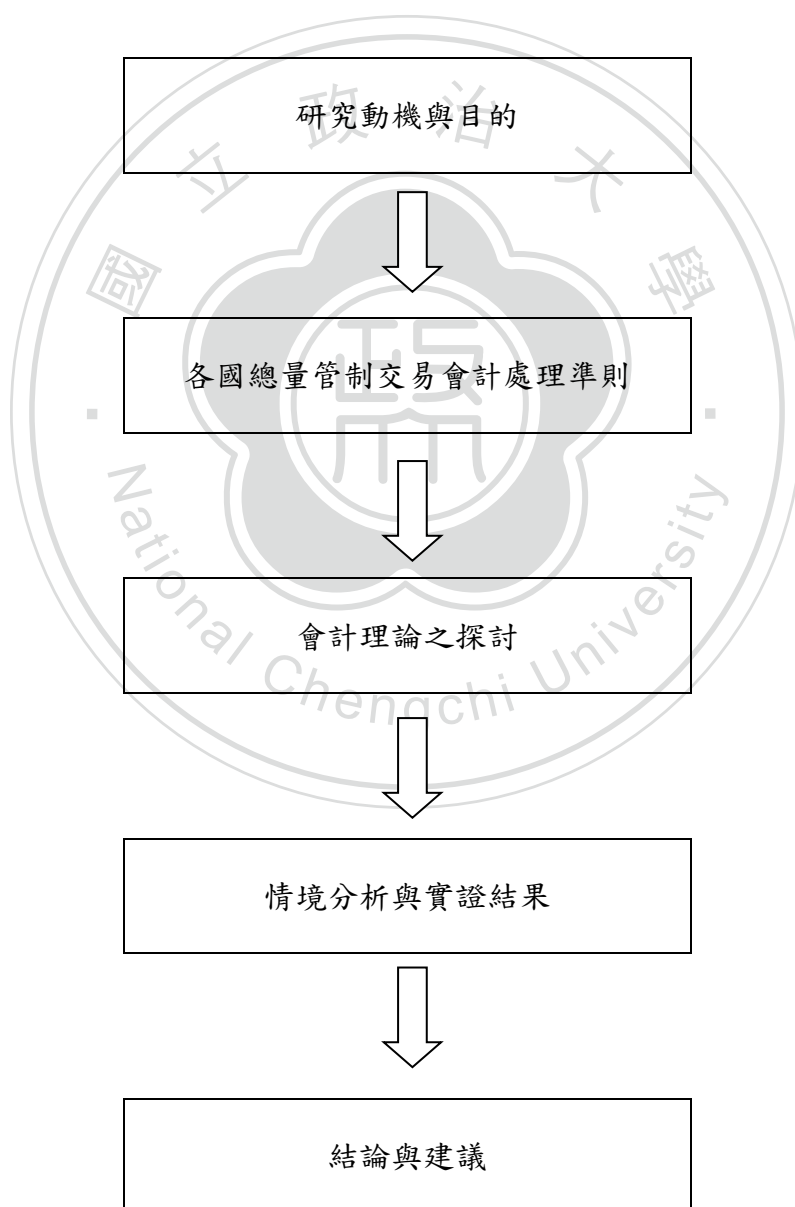 研究動機與目的
各國總量管制交易會計處理準則
會計理論之探討
情境分析與實證結果
結論與建議
國立政治大學
政大
National Chengchi University